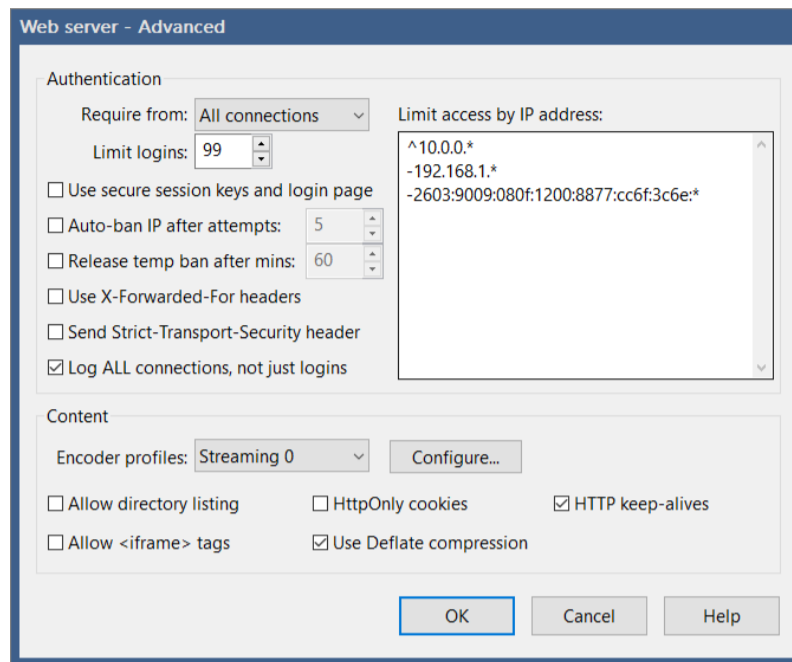 Web server - Advanced
Authentication
Require from: All connections
Limit logins: 99
Use secure session keys and login page
Auto-ban IP after attempts: 5
Release temp ban after mins: 60
Use X-Forwarded-For headers
Send Strict-Transport-Security header
Log ALL connections, not just logins
Limit access by IP address:
^10.0.0.*
-192.168.1.*
-2603:9009:080f:1200:8877:cc6f:3c6e:*
Content
Encoder profiles: Streaming 0 Configure...
Allow directory listing HttpOnly cookies HTTP keep-alives
Allow <iframe> tags Use Deflate compression
OK Cancel Help